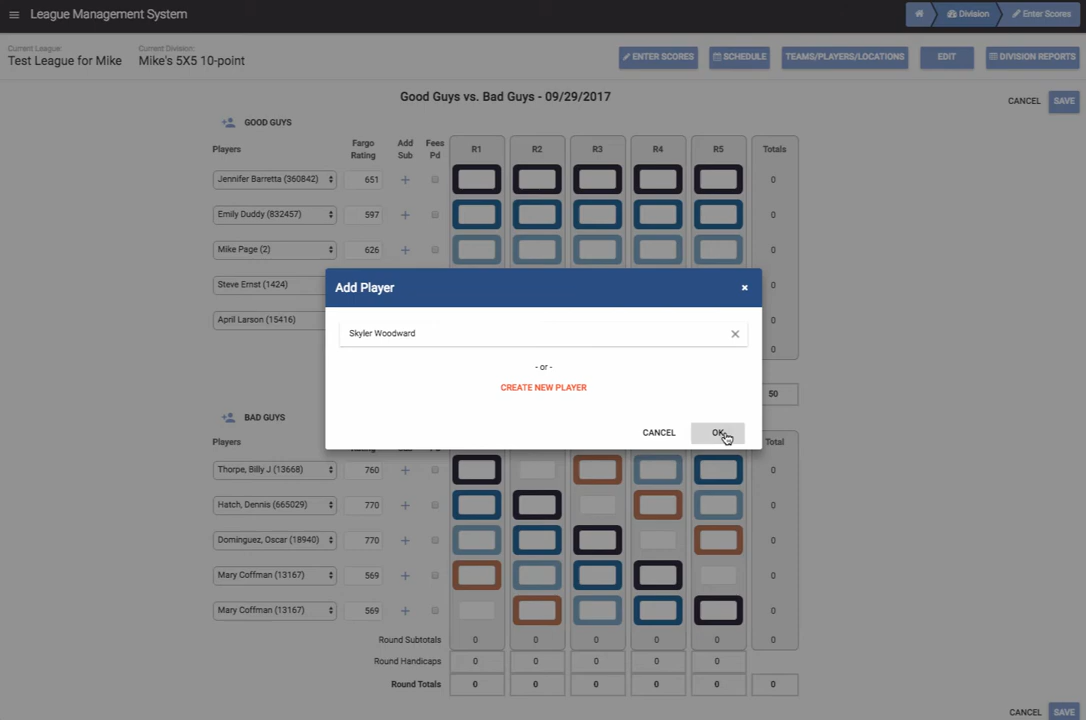 League Management System
Division
Enter Scores
Current League:
Test League for Mike
Current Division:
Mike's 5X5 10-point
ENTER SCORES
SCHEDULE
TEAMS/PLAYERS/LOCATIONS
EDIT
DIVISION REPORTS
Good Guys vs. Bad Guys - 09/29/2017
CANCEL
SAVE
GOOD GUYS
Players Fargo Rating Add Sub Fees Pd R1 R2 R3 R4 R5 Totals
Jennifer Barretta (360842) 651 + 0
Emily Duddy (832457) 597 + 0
Mike Page (2) 626 + 0
Steve Ernst (1424) 0
April Larson (15416) 0
0
Add Player ×
Skyler Woodward ×
- or -
CREATE NEW PLAYER
CANCEL OK
50
BAD GUYS
Players Total
Thorpe, Billy J (13668) 760 + 0
Hatch, Dennis (665029) 770 + 0
Dominguez, Oscar (18940) 770 + 0
Mary Coffman (13167) 569 + 0
Mary Coffman (13167) 569 + 0
Round Subtotals 0 0 0 0 0 0
Round Handicaps 0 0 0 0 0
Round Totals 0 0 0 0 0 0
CANCEL SAVE